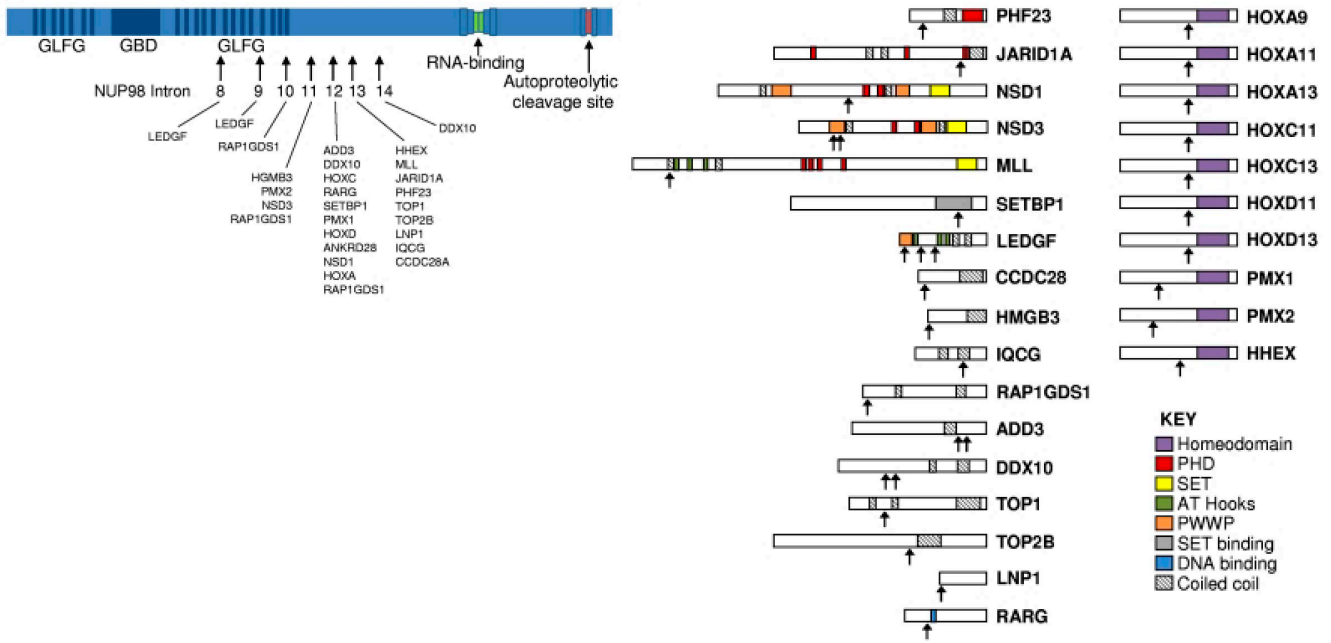 GLFG GBD GLFG
RNA-binding
Autoproteolytic
cleavage site
NUP98 Intron 8 9 10 11 12 13 14
LEDGF
LEDGF
RAP1GDS1
HGMB3
PMX2
NSD3
RAP1GDS1
ADD3
DDX10
HOXC
RARG
SETBP1
PMX1
HOXD
ANKRD28
NSD1
HOXA
RAP1GDS1
HHEX
MLL
JARID1A
PHF23
TOP1
TOP2B
LNP1
IQCG
CCDC28A
DDX10
PHF23
JARID1A
NSD1
NSD3
MLL
SETBP1
LEDGF
CCDC28
HMGB3
IQCG
RAP1GDS1
ADD3
DDX10
TOP1
TOP2B
LNP1
RARG
HOXA9
HOXA11
HOXA13
HOXC11
HOXC13
HOXD11
HOXD13
PMX1
PMX2
HHEX
KEY
Homeodomain
PHD
SET
AT Hooks
PWWP
SET binding
DNA binding
Coiled coil